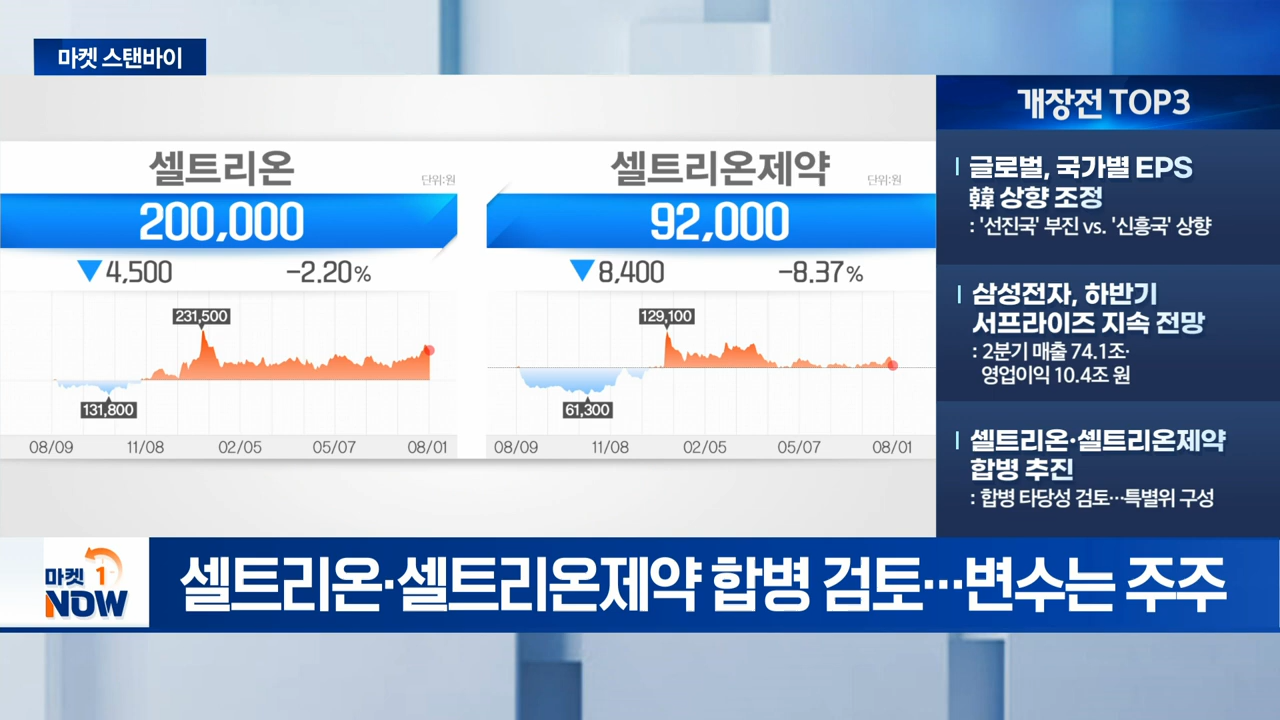 마켓 스탠바이
셀트리온
단위:원
200,000
▼4,500 -2.20%
231,500
131,800
08/09 11/08 02/05 05/07 08/01
셀트리온제약
단위:원
92,000
▼8,400 -8.37%
129,100
61,300
08/09 11/08 02/05 05/07 08/01
개장전 TOP3
글로벌, 국가별 EPS
韓 상향 조정
: '선진국' 부진 vs. '신흥국' 상향
삼성전자, 하반기
서프라이즈 지속 전망
: 2분기 매출 74.1조·
영업이익 10.4조 원
셀트리온·셀트리온제약
합병 추진
: 합병 타당성 검토…특별위 구성
마켓 1
NOW
셀트리온·셀트리온제약 합병 검토…변수는 주주